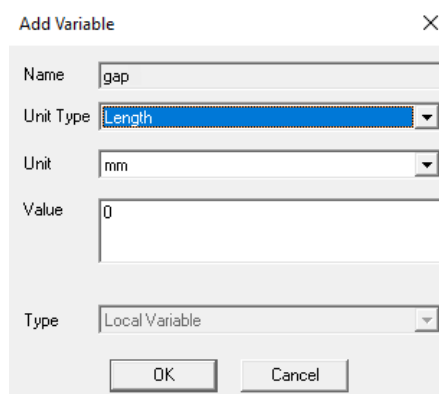 Add Variable
Name gap
Unit Type Length
Unit mm
Value 0
Type Local Variable
OK Cancel